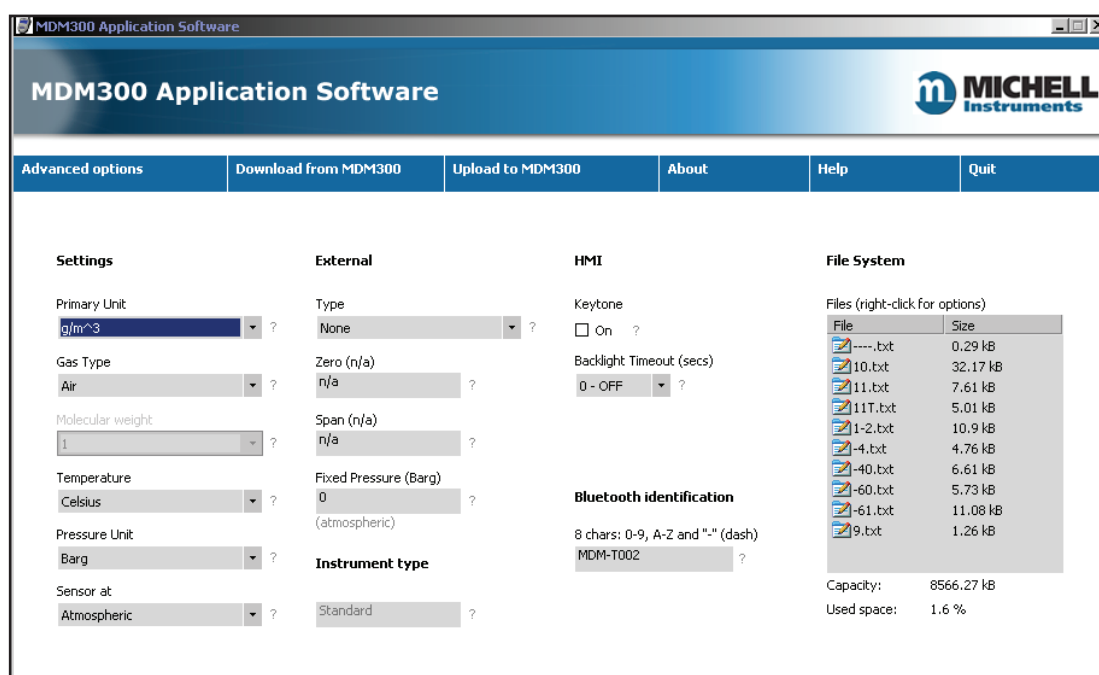 MDM300 Application Software
MDM300 Application Software
MICHELL
Instruments
Advanced options Download from MDM300 Upload to MDM300 About Help Quit
Settings
Primary Unit
g/m^3 ?
Gas Type
Air ?
Molecular weight
1 ?
Temperature
Celsius ?
Pressure Unit
Barg ?
Sensor at
Atmospheric ?
External
Type
None ?
Zero (n/a)
n/a ?
Span (n/a)
n/a ?
Fixed Pressure (Barg)
0 ?
(atmospheric)
Instrument type
Standard ?
HMI
Keytone
On ?
Backlight Timeout (secs)
0 - OFF ?
Bluetooth identification
8 chars: 0-9, A-Z and "-" (dash)
MDM-T002 ?
File System
Files (right-click for options)
File Size
----.txt 0.29 kB
10.txt 32.17 kB
11.txt 7.61 kB
11T.txt 5.01 kB
1-2.txt 10.9 kB
-4.txt 4.76 kB
-40.txt 6.61 kB
-60.txt 5.73 kB
-61.txt 11.08 kB
9.txt 1.26 kB
Capacity: 8566.27 kB
Used space: 1.6 %